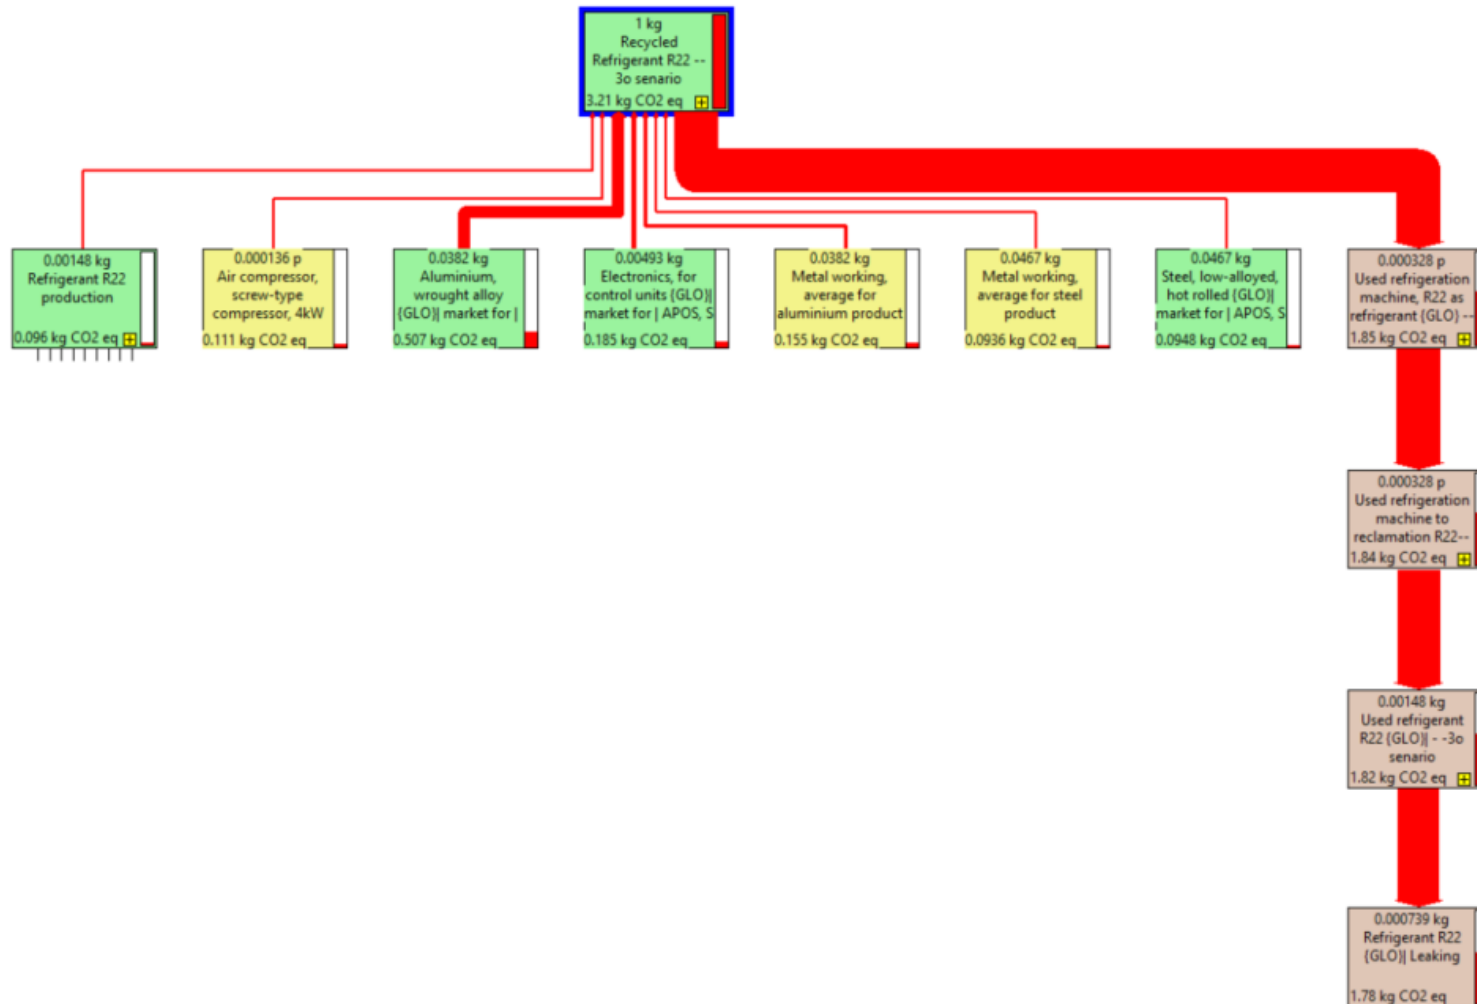 1 kg
Recycled
Refrigerant R22 --
3o senario
3.21 kg CO2 eq
0.00148 kg
Refrigerant R22
production
0.096 kg CO2 eq
0.000136 p
Air compressor,
screw-type
compressor, 4kW
0.111 kg CO2 eq
0.0382 kg
Aluminium,
wrought alloy
{GLO}| market for |
0.507 kg CO2 eq
0.00493 kg
Electronics, for
control units {GLO}|
market for | APOS, S
0.185 kg CO2 eq
0.0382 kg
Metal working,
average for
aluminium product
0.155 kg CO2 eq
0.0467 kg
Metal working,
average for steel
product
0.0936 kg CO2 eq
0.0467 kg
Steel, low-alloyed,
hot rolled {GLO}|
market for | APOS, S
0.0948 kg CO2 eq
0.000328 p
Used refrigeration
machine, R22 as
refrigerant {GLO} --
1.85 kg CO2 eq
0.000328 p
Used refrigeration
machine to
reclamation R22--
1.84 kg CO2 eq
0.00148 kg
Used refrigerant
R22 {GLO}| - -3o
senario
1.82 kg CO2 eq
0.000739 kg
Refrigerant R22
{GLO}| Leaking
1.78 kg CO2 eq